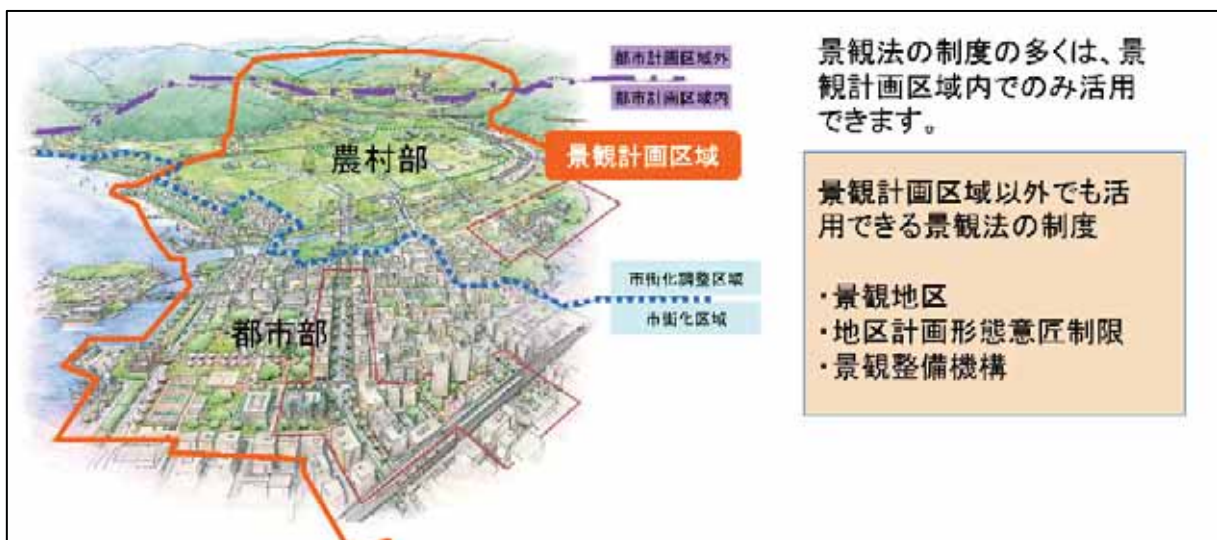 都市計画区域外
都市計画区域内
景観計画区域
農村部
市街化調整区域
市街化区域
都市部
景観法の制度の多くは、景
観計画区域内でのみ活用
できます。
景観計画区域以外でも活
用できる景観法の制度
・景観地区
・地区計画形態意匠制限
・景観整備機構